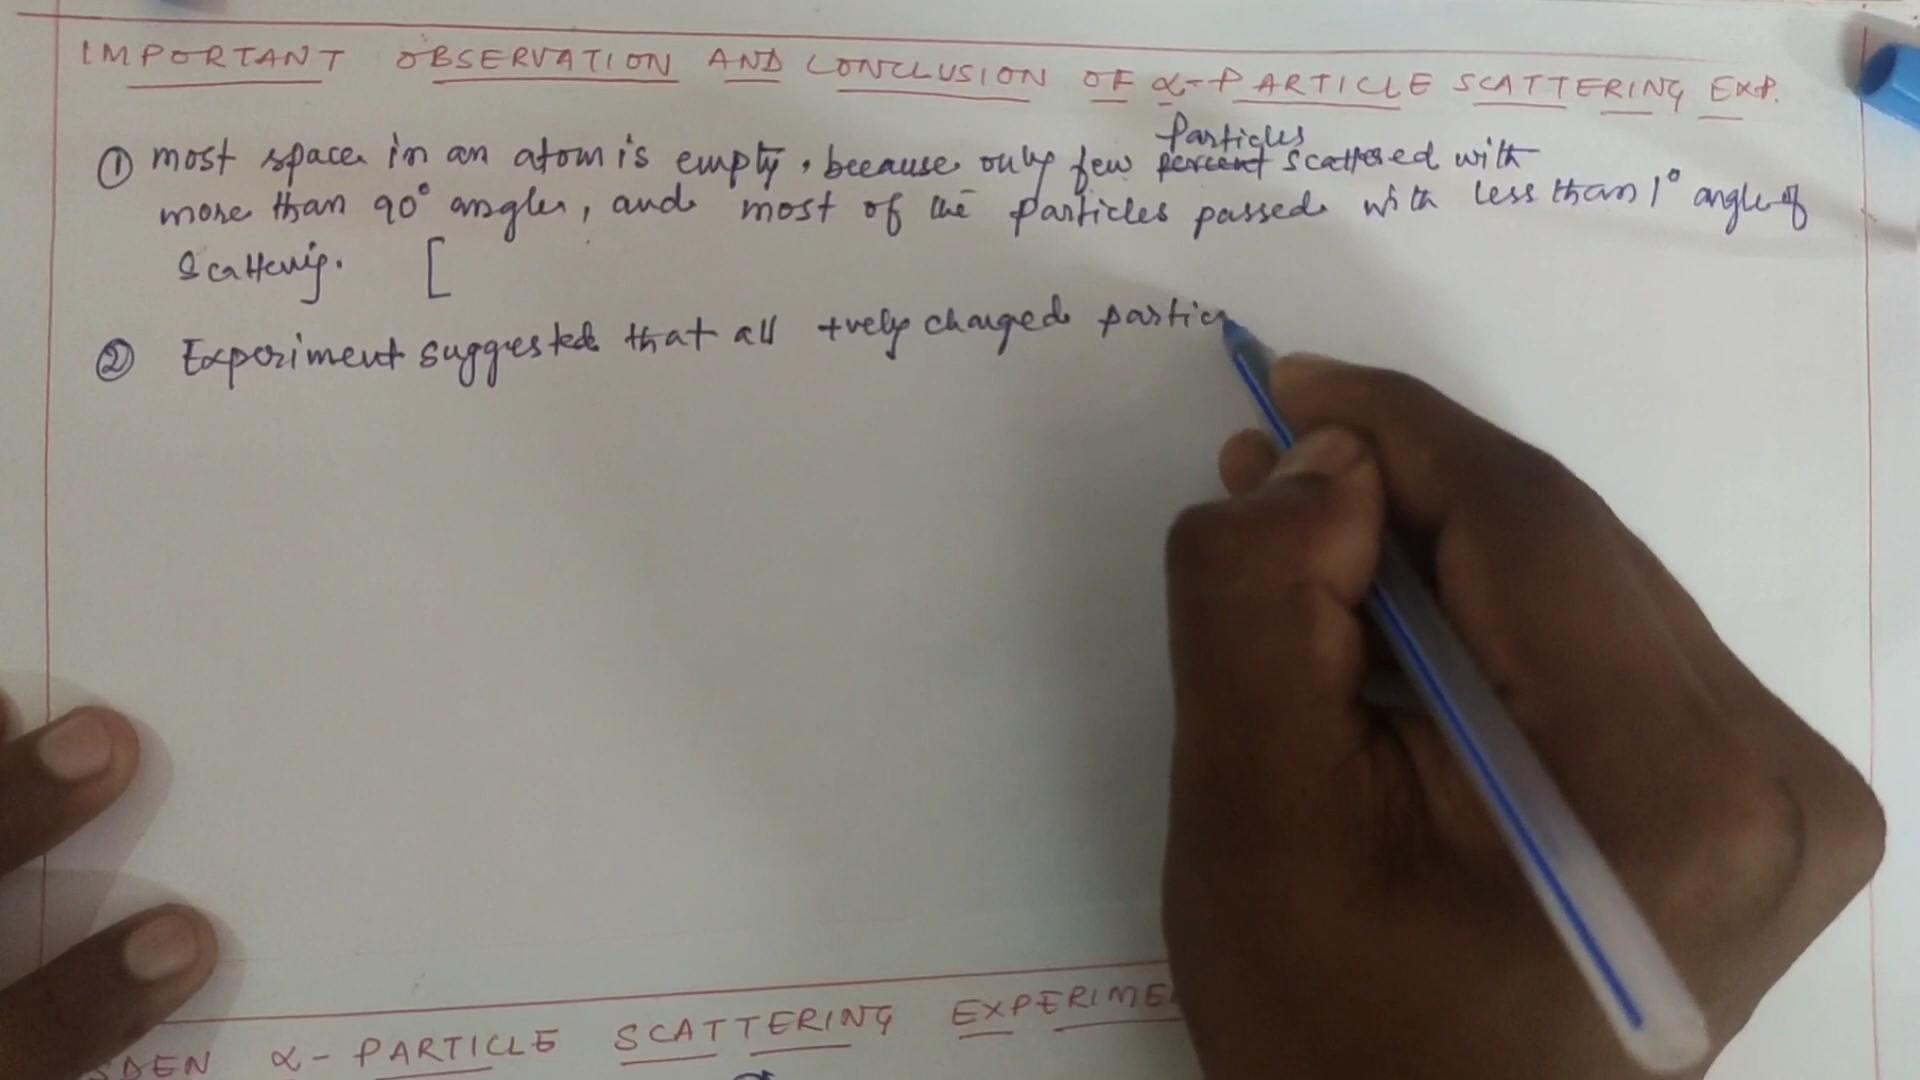 IMPORTANT OBSERVATION AND CONCLUSION OF α-PARTICLE SCATTERING EXP.
① most space in an atom is empty, because only few percent particles scattered with
more than 90° angles, and most of the particles passed with less than 1° angle of
Scattering. [
② Experiment suggested that all +vely charged partic
DEN α-PARTICLE SCATTERING EXPERIME